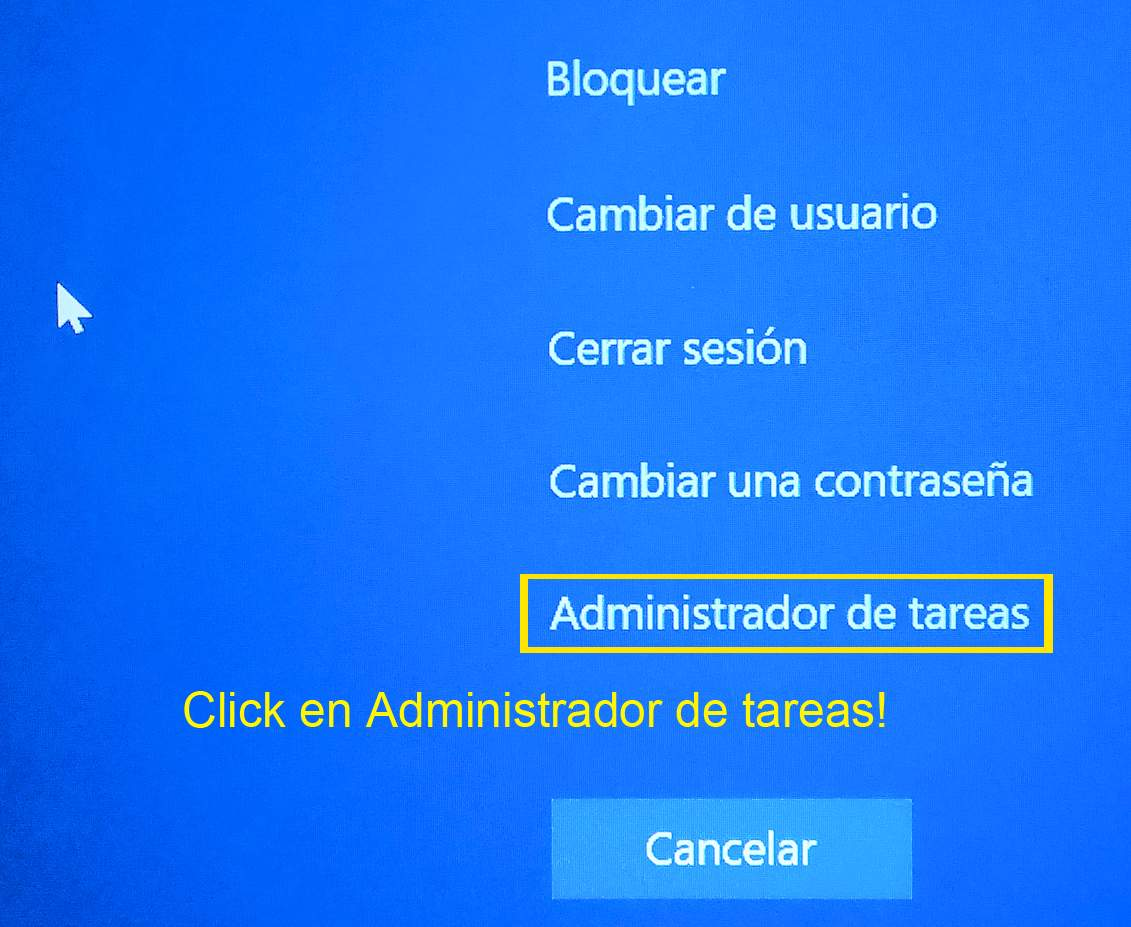 Bloquear
Cambiar de usuario
Cerrar sesión
Cambiar una contraseña
Administrador de tareas
Click en Administrador de tareas!
Cancelar